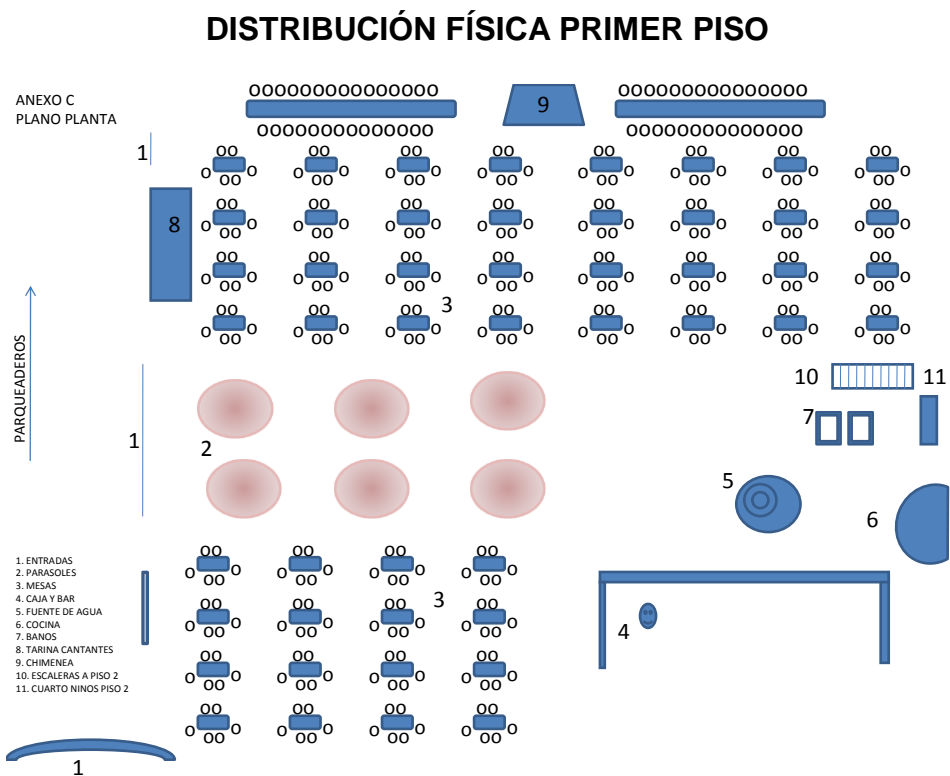 DISTRIBUCIÓN FÍSICA PRIMER PISO
ANEXO C
PLANO PLANTA
9
1
8
3
PARQUEADEROS
10
11
7
1
2
5
6
3
4
1. ENTRADAS
2. PARASOLES
3. MESAS
4. CAJA Y BAR
5. FUENTE DE AGUA
6. COCINA
7. BANOS
8. TARINA CANTANTES
9. CHIMENEA
10. ESCALERAS A PISO 2
11. CUARTO NINOS PISO 2
1